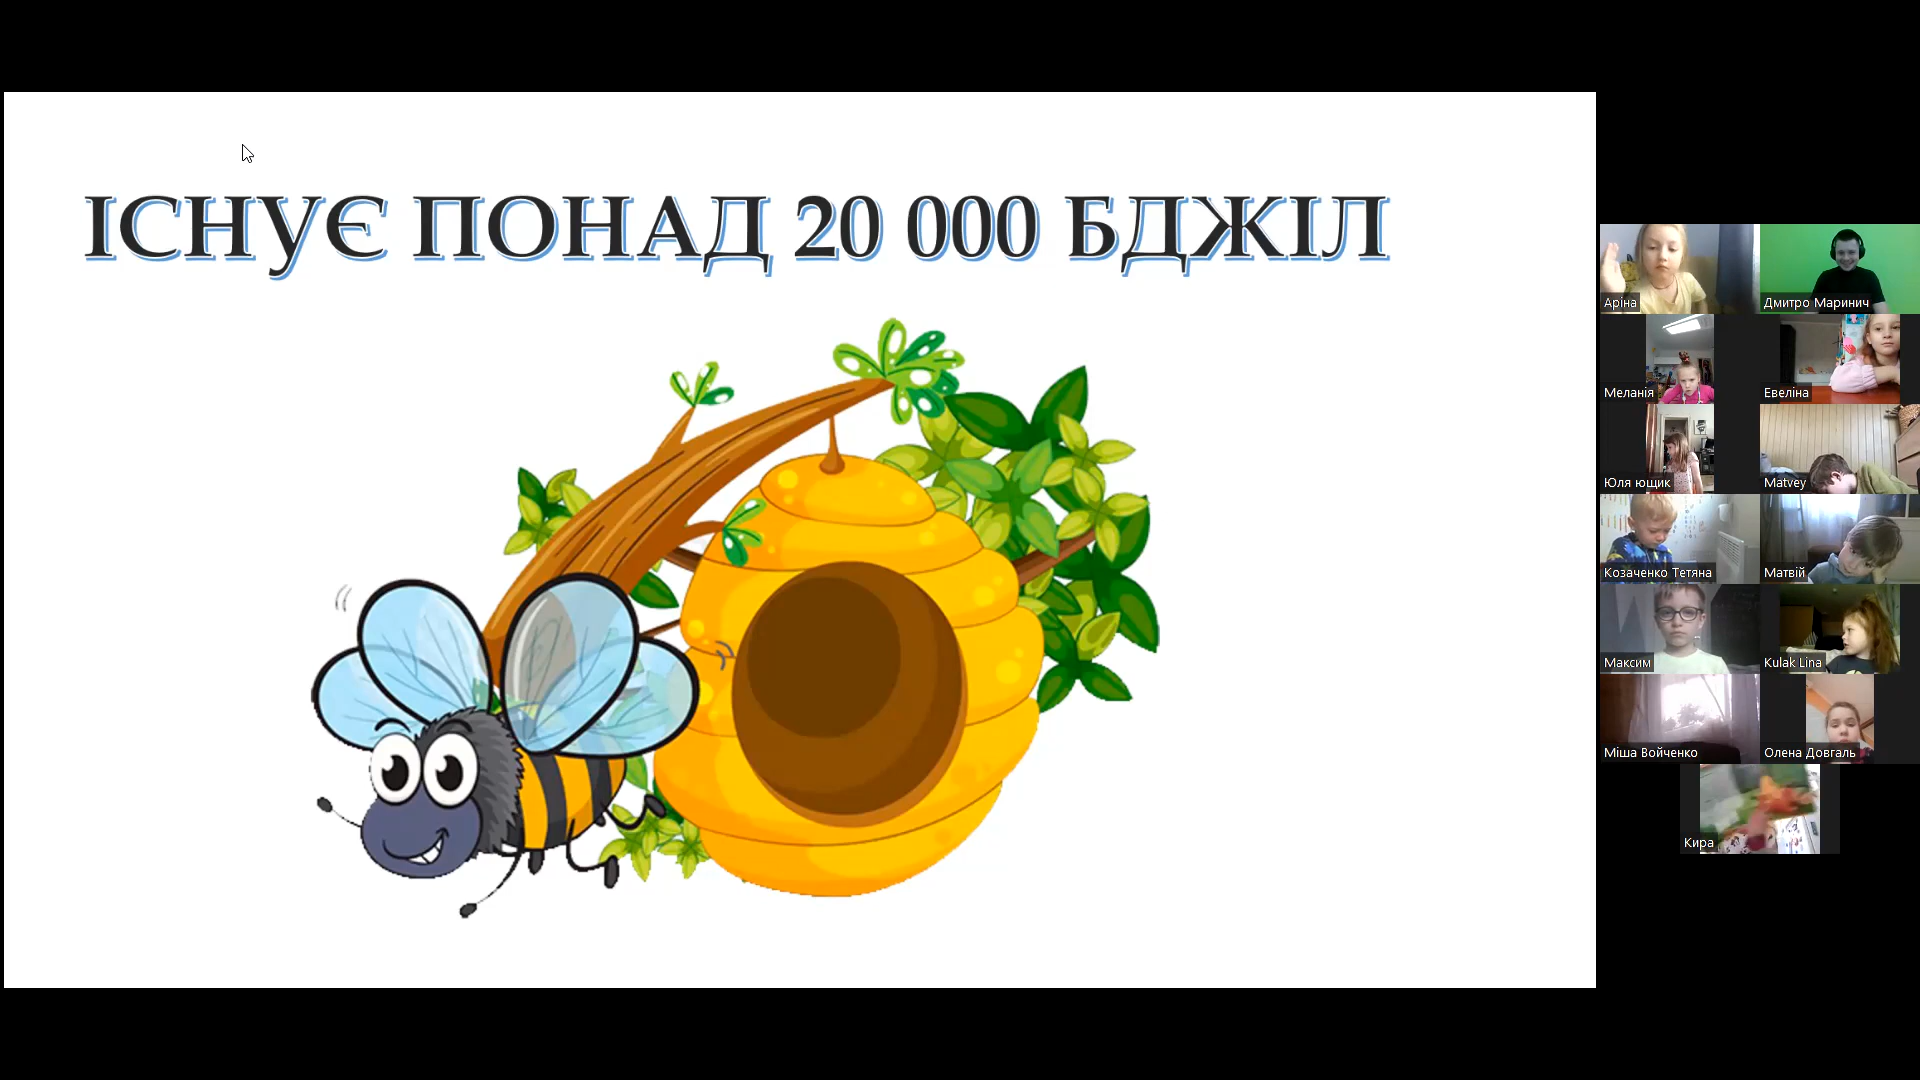 ІСНУЄ ПОНАД 20 000 БДЖІЛ
Аріна
Дмитро Маринич
Меланія
Евеліна
Юля ющик
Matvey
Козаченко Тетяна
Матвій
Максим
Kulak Lina
Міша Войченко
Олена Довгаль
Кира